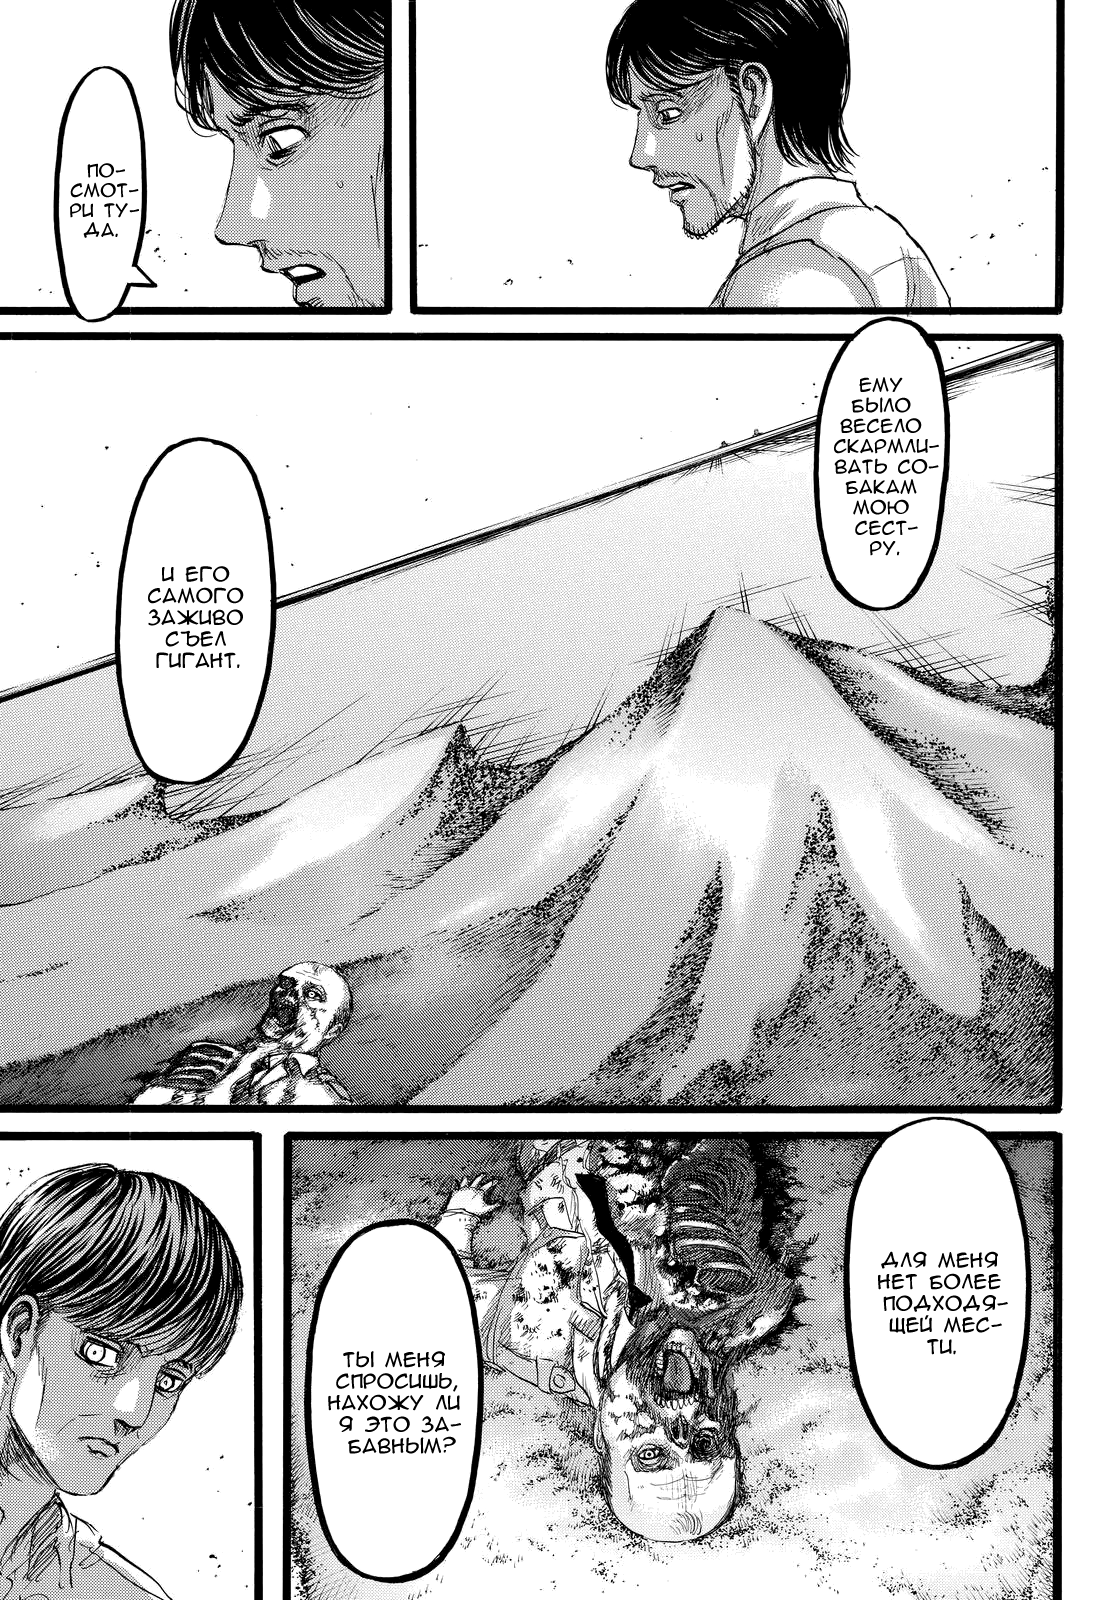 ПО-
СМОТ-
РИ ТУ-
ДА.
ЕМУ
БЫЛО
ВЕСЕЛО
СКАРМЛИ-
ВАТЬ СО-
БАКАМ
МОЮ
СЕСТ-
РУ.
И ЕГО
САМОГО
ЗАЖИВО
СЪЕЛ
ГИГАНТ.
ДЛЯ МЕНЯ
НЕТ БОЛЕЕ
ПОДХОДЯ-
ЩЕЙ МЕС-
ТИ.
ТЫ МЕНЯ
СПРОСИШЬ,
НАХОЖУ ЛИ
Я ЭТО ЗА-
БАВНЫМ?